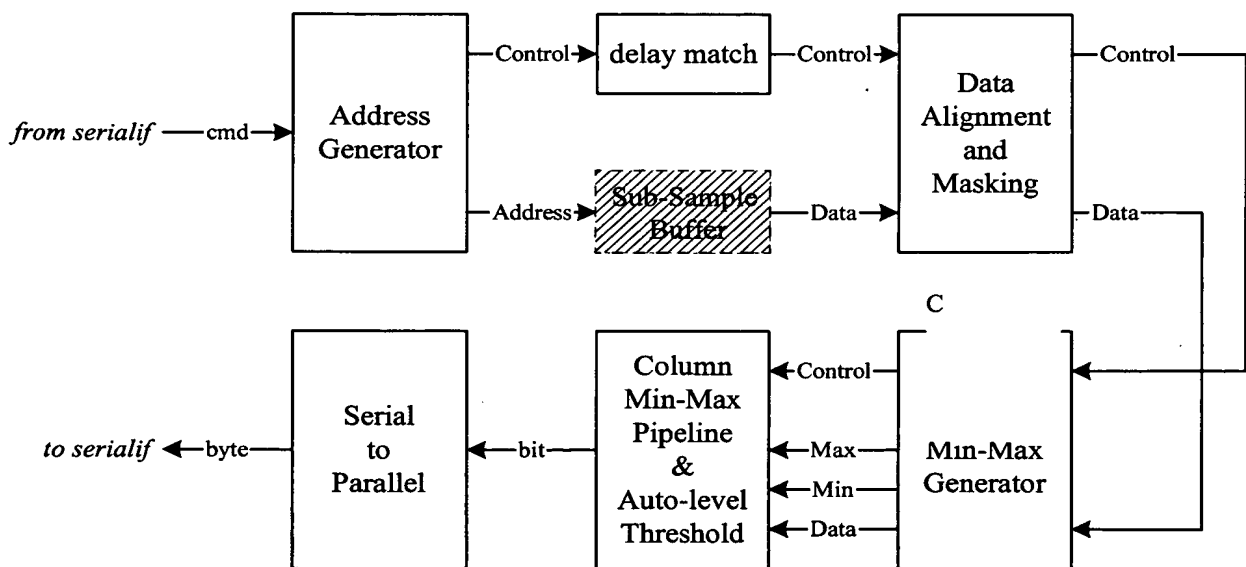 Control
delay match
Control
Control
from serialif
cmd
Address
Generator
Data
Alignment
and
Masking
Address
Sub-Sample
Buffer
Data
Data
C
Control
Column
Min-Max
Pipeline
&
Auto-level
Threshold
Max
Min
Data
Min-Max
Generator
Serial
to
Parallel
bit
byte
to serialif